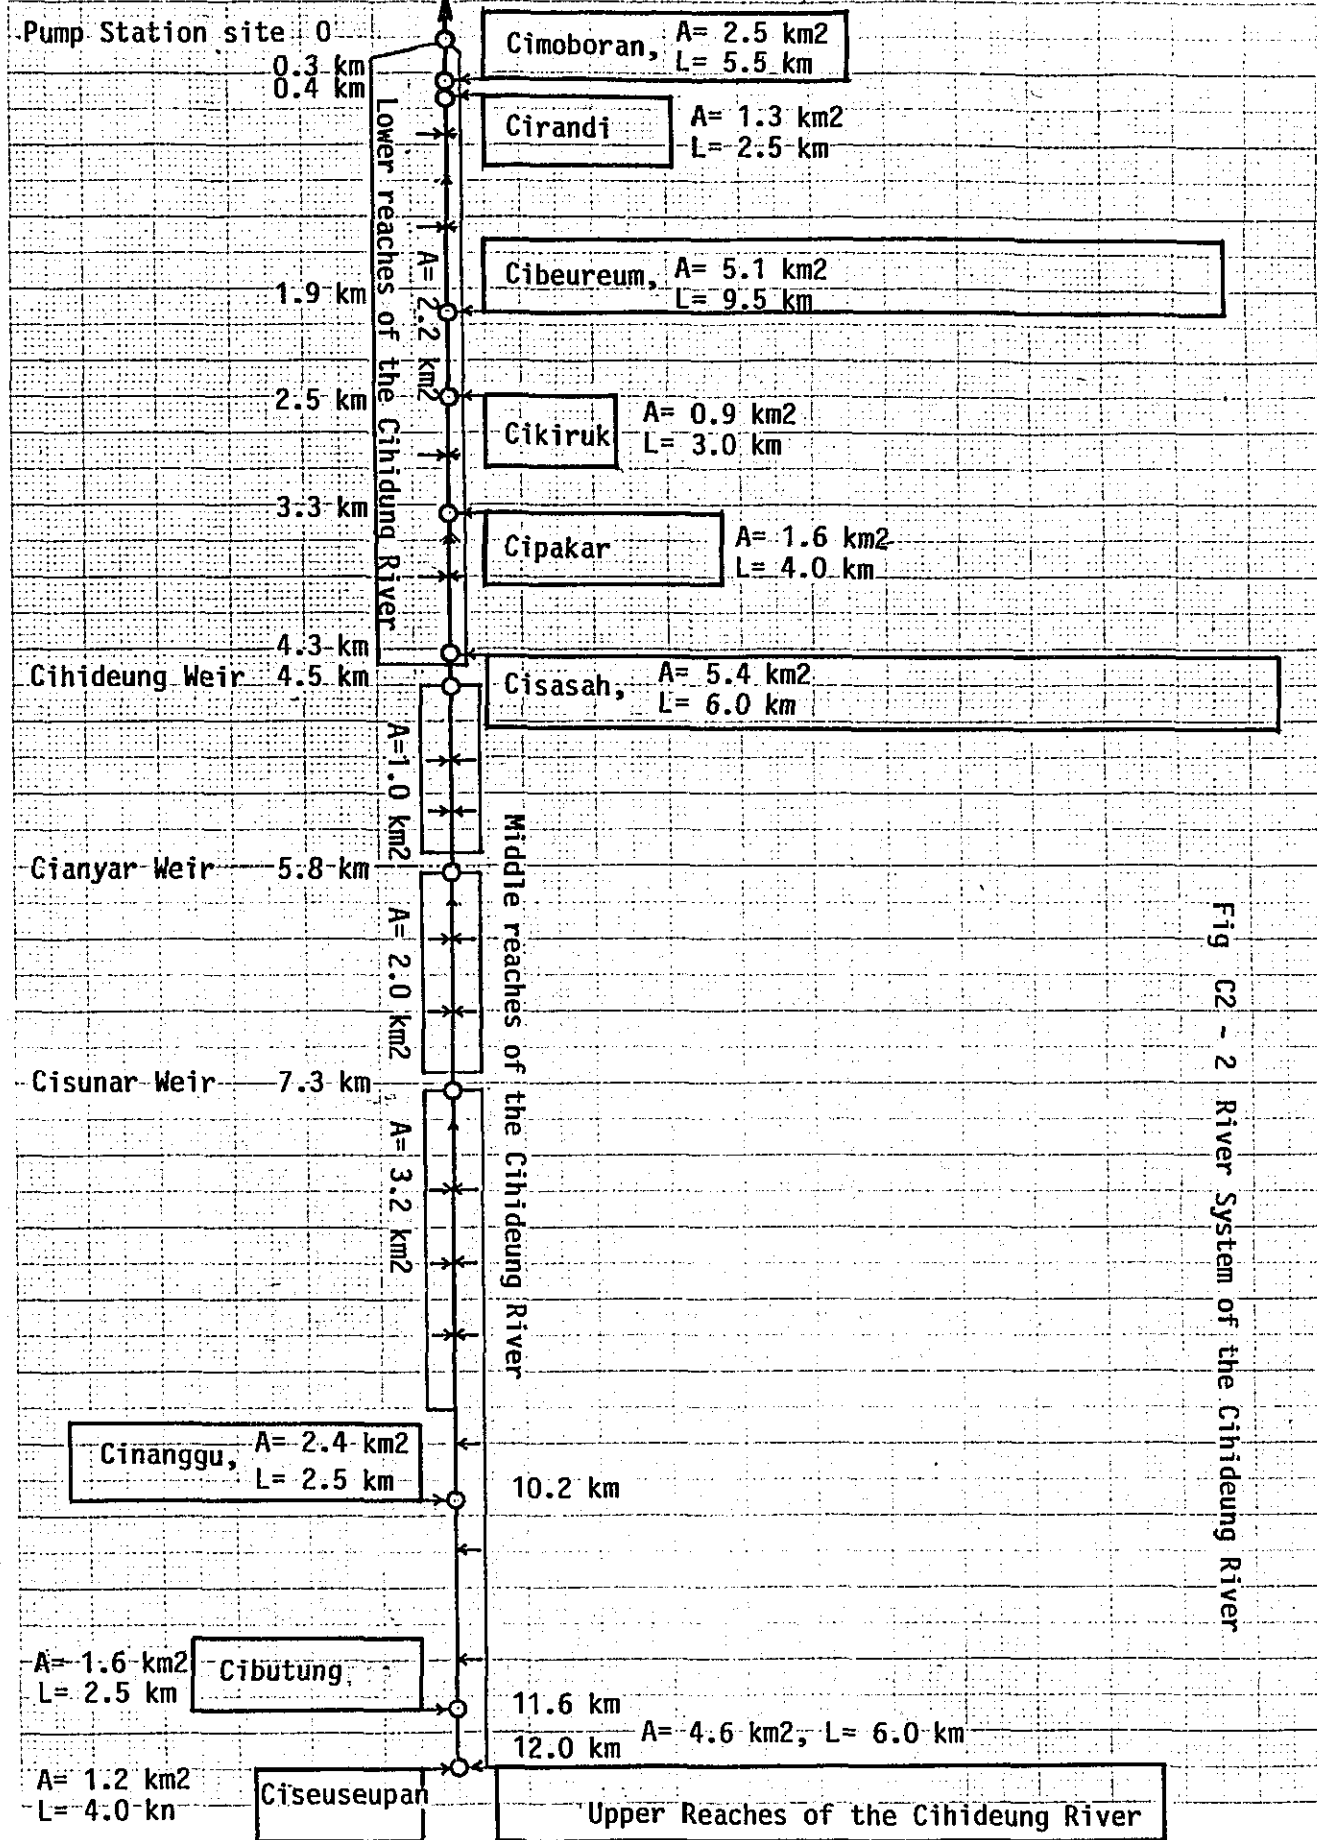 Pump Station site 0
Cimoboran, A= 2.5 km2
L= 5.5 km
0.3 km
0.4 km
Cirandi
A= 1.3 km2
L= 2.5 km
Lower reaches of the Cihidung River
A= 2.2 km2
Cibeureum, A= 5.1 km2
L= 9.5 km
1.9 km
2.5 km
Cikiruk
A= 0.9 km2
L= 3.0 km
3.3 km
Cipakar
A= 1.6 km2
L= 4.0 km
4.3 km
Cihideung Weir 4.5 km
Cisasah, A= 5.4 km2
L= 6.0 km
A=1.0 km2
Middle reaches of the Cihideung River
Cianyar Weir 5.8 km
A= 2.0 km2
Cisunar Weir 7.3 km
A= 3.2 km2
Fig C2 - 2 River System of the Cihideung River
Cinanggu, A= 2.4 km2
L= 2.5 km
10.2 km
A= 1.6 km2
L= 2.5 km
Cibutung
11.6 km
12.0 km
A= 4.6 km2, L= 6.0 km
A= 1.2 km2
L= 4.0 kn
Ciseuseupan
Upper Reaches of the Cihideung River